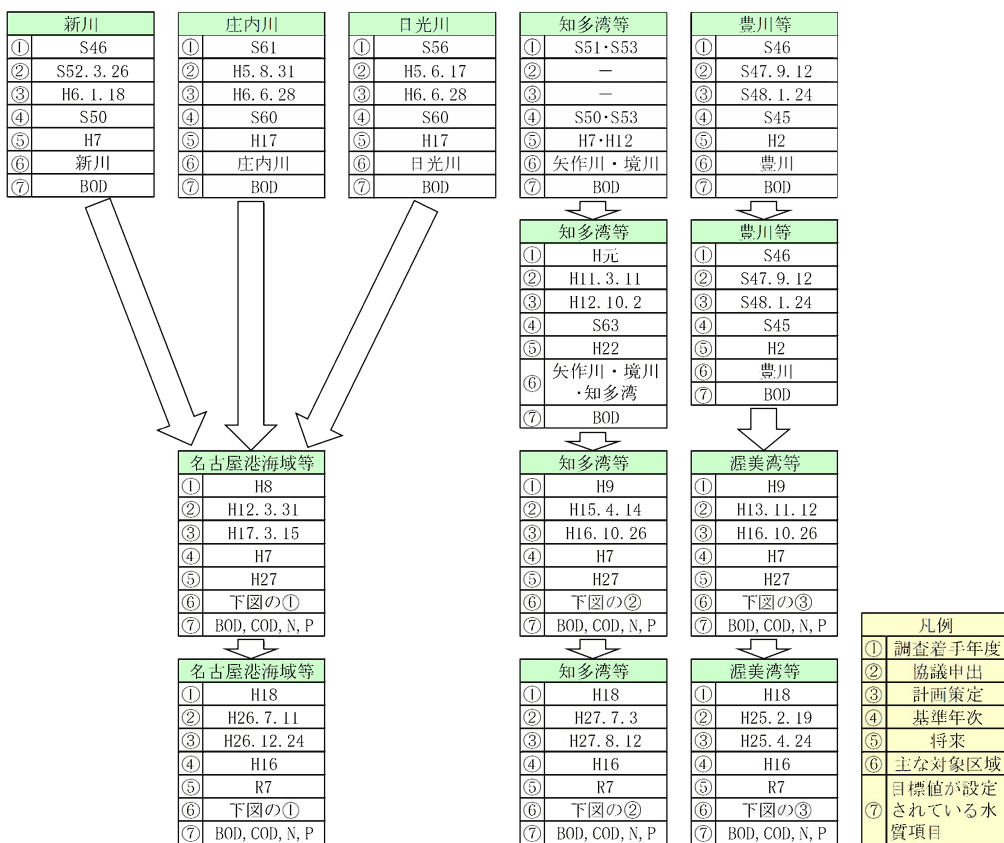 新川
① S46
② S52.3.26
③ H6.1.18
④ S50
⑤ H7
⑥ 新川
⑦ BOD
庄内川
① S61
② H5.8.31
③ H6.6.28
④ S60
⑤ H17
⑥ 庄内川
⑦ BOD
日光川
① S56
② H5.6.17
③ H6.6.28
④ S60
⑤ H17
⑥ 日光川
⑦ BOD
知多湾等
① S51・S53
② －
③ －
④ S50・S53
⑤ H7・H12
⑥ 矢作川・境川
⑦ BOD
豊川等
① S46
② S47.9.12
③ S48.1.24
④ S45
⑤ H2
⑥ 豊川
⑦ BOD
知多湾等
① H元
② H11.3.11
③ H12.10.2
④ S63
⑤ H22
⑥ 矢作川・境川
・知多湾
⑦ BOD
豊川等
① S46
② S47.9.12
③ S48.1.24
④ S45
⑤ H2
⑥ 豊川
⑦ BOD
名古屋港海域等
① H8
② H12.3.31
③ H17.3.15
④ H7
⑤ H27
⑥ 下図の①
⑦ BOD,COD,N,P
知多湾等
① H9
② H15.4.14
③ H16.10.26
④ H7
⑤ H27
⑥ 下図の②
⑦ BOD,COD,N,P
渥美湾等
① H9
② H13.11.12
③ H16.10.26
④ H7
⑤ H27
⑥ 下図の③
⑦ BOD,COD,N,P
名古屋港海域等
① H18
② H26.7.11
③ H26.12.24
④ H16
⑤ R7
⑥ 下図の①
⑦ BOD,COD,N,P
知多湾等
① H18
② H27.7.3
③ H27.8.12
④ H16
⑤ R7
⑥ 下図の②
⑦ BOD,COD,N,P
渥美湾等
① H18
② H25.2.19
③ H25.4.24
④ H16
⑤ R7
⑥ 下図の③
⑦ BOD,COD,N,P
凡例
① 調査着手年度
② 協議申出
③ 計画策定
④ 基準年次
⑤ 将来
⑥ 主な対象区域
⑦ 目標値が設定
されている水
質項目